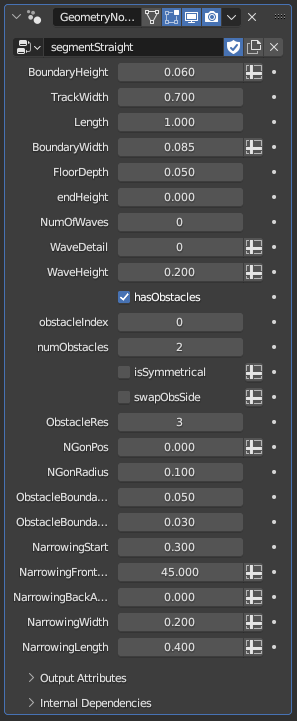 GeometryNo...
segmentStraight
BoundaryHeight 0.060
TrackWidth 0.700
Length 1.000
BoundaryWidth 0.085
FloorDepth 0.050
endHeight 0.000
NumOfWaves 0
WaveDetail 0
WaveHeight 0.200
hasObstacles
obstacleIndex 0
numObstacles 2
isSymmetrical
swapObsSide
ObstacleRes 3
NGonPos 0.000
NGonRadius 0.100
ObstacleBounda... 0.050
ObstacleBounda... 0.030
NarrowingStart 0.300
NarrowingFront... 45.000
NarrowingBackA... 0.000
NarrowingWidth 0.200
NarrowingLength 0.400
Output Attributes
Internal Dependencies